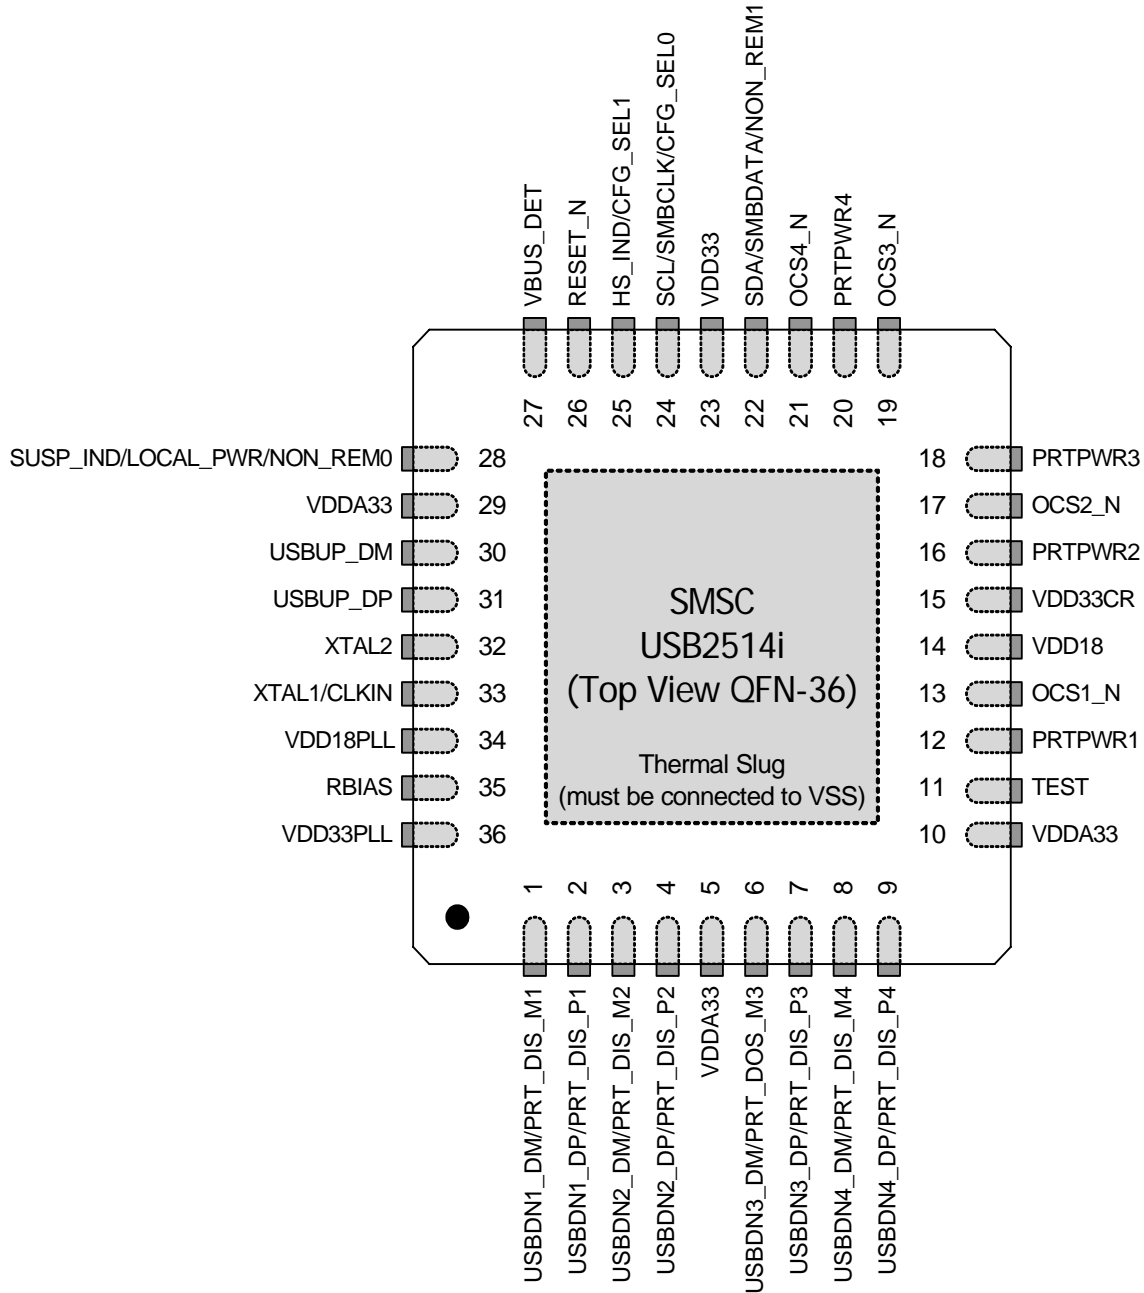 VBUS_DET
RESET_N
HS_IND/CFG_SEL1
SCL/SMBCLK/CFG_SEL0
VDD33
SDA/SMBDATA/NON_REM1
OCS4_N
PRTPWR4
OCS3_N
27
26
25
24
23
22
21
20
19
SUSP_IND/LOCAL_PWR/NON_REM0 28
VDDA33 29
USBUP_DM 30
USBUP_DP 31
XTAL2 32
XTAL1/CLKIN 33
VDD18PLL 34
RBIAS 35
VDD33PLL 36
SMSC
USB2514i
(Top View QFN-36)
Thermal Slug
(must be connected to VSS)
18 PRTPWR3
17 OCS2_N
16 PRTPWR2
15 VDD33CR
14 VDD18
13 OCS1_N
12 PRTPWR1
11 TEST
10 VDDA33
1
2
3
4
5
6
7
8
9
USBDN1_DM/PRT_DIS_M1
USBDN1_DP/PRT_DIS_P1
USBDN2_DM/PRT_DIS_M2
USBDN2_DP/PRT_DIS_P2
VDDA33
USBDN3_DM/PRT_DOS_M3
USBDN3_DP/PRT_DIS_P3
USBDN4_DM/PRT_DIS_M4
USBDN4_DP/PRT_DIS_P4